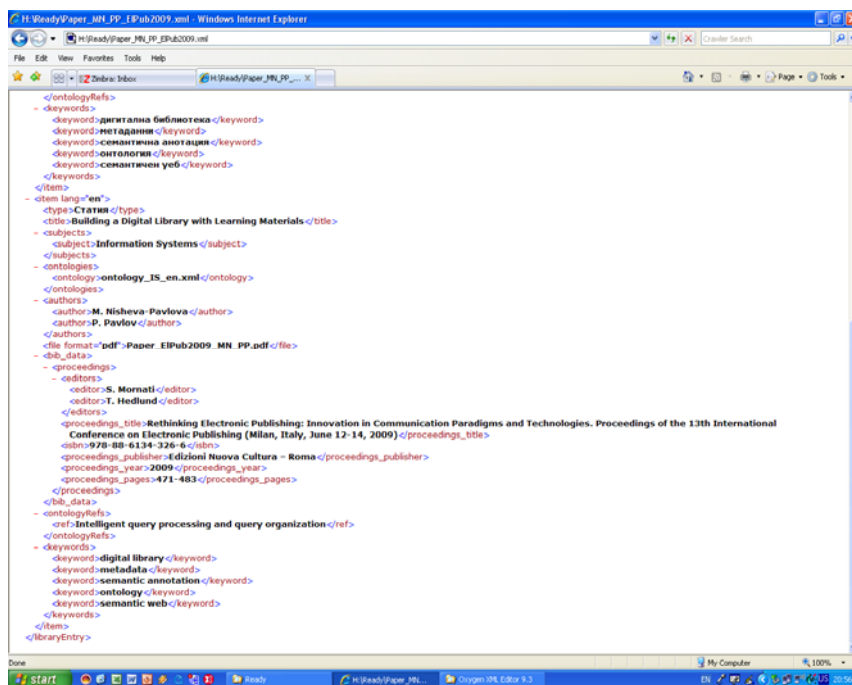 H:\Ready\Paper_MN_PP_ElPub2009.xml - Windows Internet Explorer
H:\Ready\Paper_MN_PP_ElPub2009.xml
Crawler Search
File Edit View Favorites Tools Help
Zimbra: Inbox
H:\Ready\Paper_MN_PP_...
Page
Tools
</ontologyRefs>
- <keywords>
<keyword>дигитална библиотека</keyword>
<keyword>метаданни</keyword>
<keyword>семантична анотация</keyword>
<keyword>онтология</keyword>
<keyword>семантичен уеб</keyword>
</keywords>
</item>
- <item lang="en">
<type>Статия</type>
<title>Building a Digital Library with Learning Materials</title>
- <subjects>
<subject>Information Systems</subject>
</subjects>
- <ontologies>
<ontology>ontology_IS_en.xml</ontology>
</ontologies>
- <authors>
<author>M. Nisheva-Pavlova</author>
<author>P. Pavlov</author>
</authors>
<file format="pdf">Paper_ElPub2009_MN_PP.pdf</file>
- <bib_data>
- <proceedings>
- <editors>
<editor>S. Mornati</editor>
<editor>T. Hedlund</editor>
</editors>
<proceedings_title>Rethinking Electronic Publishing: Innovation in Communication Paradigms and Technologies. Proceedings of the 13th International
Conference on Electronic Publishing (Milan, Italy, June 12-14, 2009)</proceedings_title>
<isbn>978-88-6134-326-6</isbn>
<proceedings_publisher>Edizioni Nuova Cultura – Roma</proceedings_publisher>
<proceedings_year>2009</proceedings_year>
<proceedings_pages>471-483</proceedings_pages>
</proceedings>
</bib_data>
- <ontologyRefs>
<ref>Intelligent query processing and query organization</ref>
</ontologyRefs>
- <keywords>
<keyword>digital library</keyword>
<keyword>metadata</keyword>
<keyword>semantic annotation</keyword>
<keyword>ontology</keyword>
<keyword>semantic web</keyword>
</keywords>
</item>
</libraryEntry>
Done
My Computer
100%
start
Ready
H:\Ready\Paper_MN...
Oxygen XML Editor 9.3
EN
US
20:56